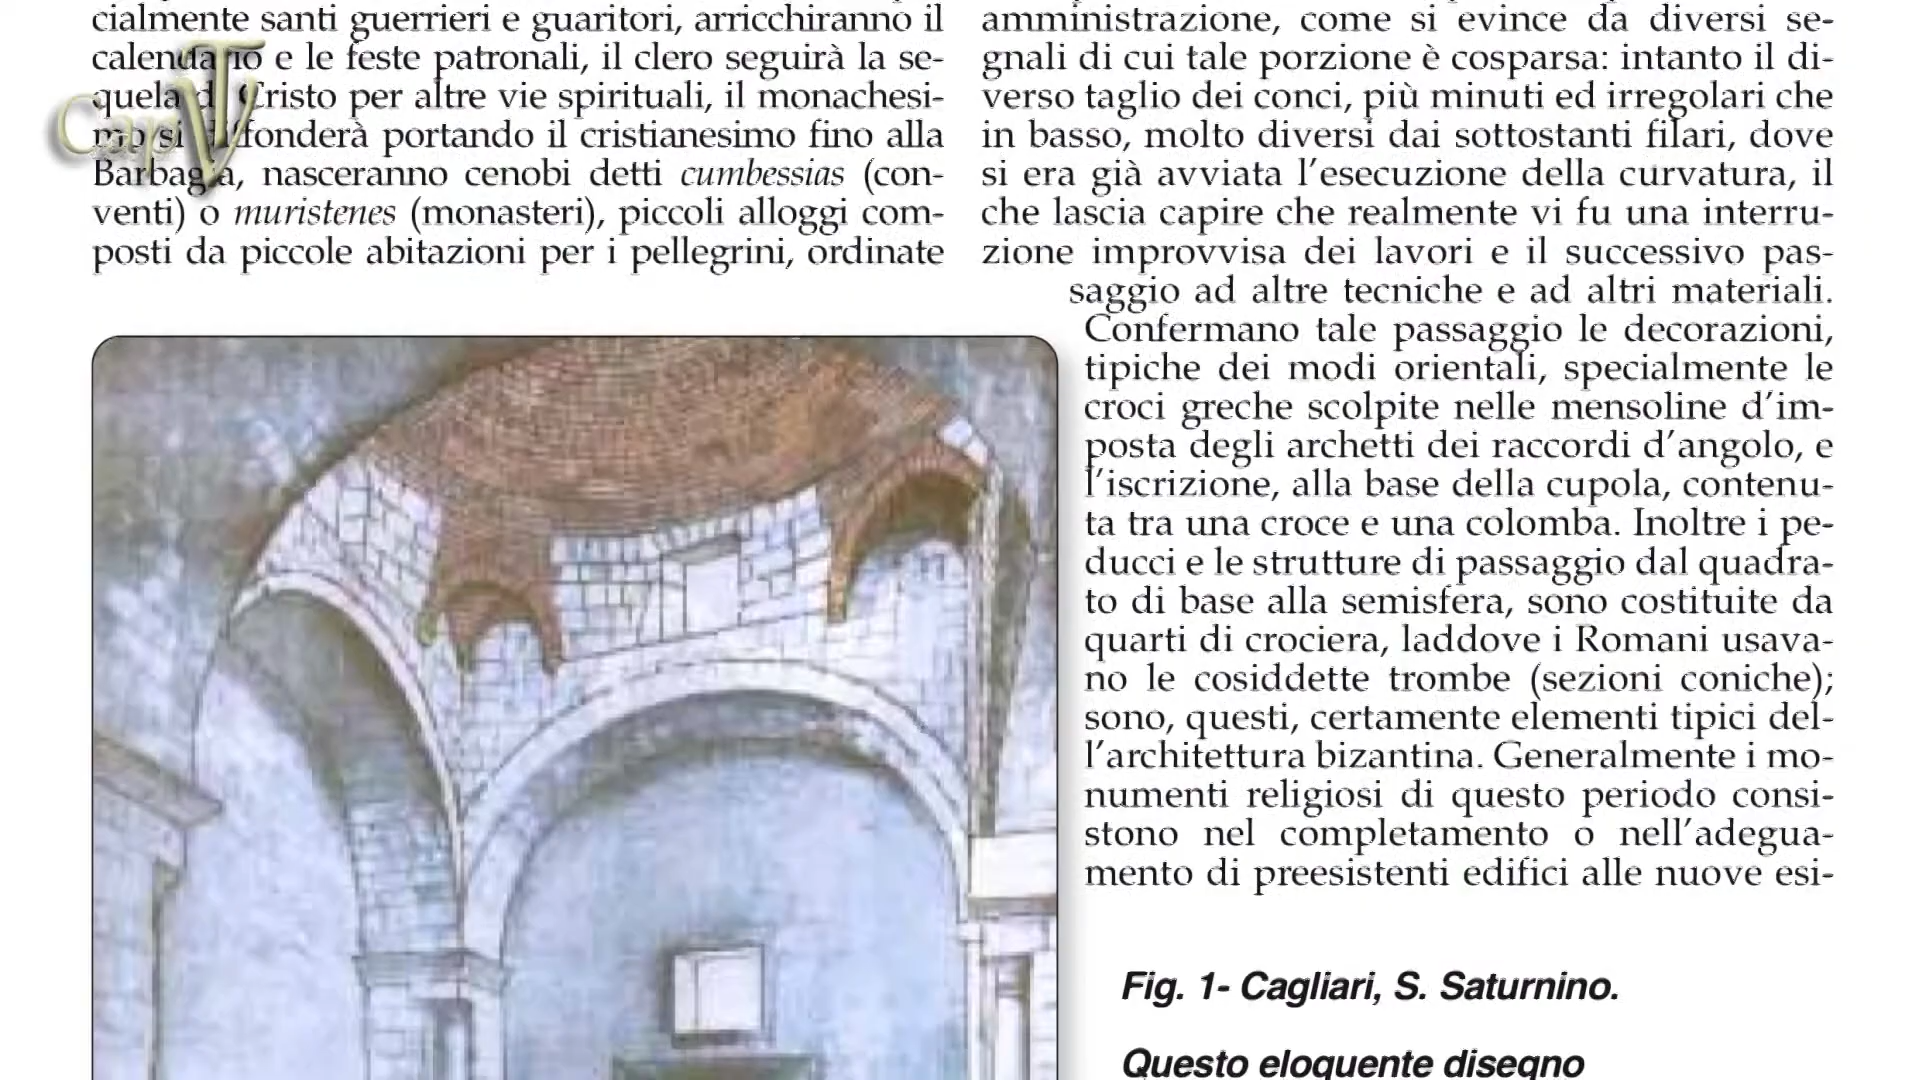 cialmente santi guerrieri e guaritori, arricchiranno il
calendario e le feste patronali, il clero seguirà la se-
quela di Cristo per altre vie spirituali, il monachesi-
mo si diffonderà portando il cristianesimo fino alla
Barbagia, nasceranno cenobi detti cumbessias (con-
venti) o muristenes (monasteri), piccoli alloggi com-
posti da piccole abitazioni per i pellegrini, ordinate
amministrazione, come si evince da diversi se-
gnali di cui tale porzione è cosparsa: intanto il di-
verso taglio dei conci, più minuti ed irregolari che
in basso, molto diversi dai sottostanti filari, dove
si era già avviata l'esecuzione della curvatura, il
che lascia capire che realmente vi fu una interru-
zione improvvisa dei lavori e il successivo pas-
saggio ad altre tecniche e ad altri materiali.
Confermano tale passaggio le decorazioni,
tipiche dei modi orientali, specialmente le
croci greche scolpite nelle mensoline d'im-
posta degli archetti dei raccordi d'angolo, e
l'iscrizione, alla base della cupola, contenu-
ta tra una croce e una colomba. Inoltre i pe-
ducci e le strutture di passaggio dal quadra-
to di base alla semisfera, sono costituite da
quarti di crociera, laddove i Romani usava-
no le cosiddette trombe (sezioni coniche);
sono, questi, certamente elementi tipici del-
l'architettura bizantina. Generalmente i mo-
numenti religiosi di questo periodo consi-
stono nel completamento o nell'adegua-
mento di preesistenti edifici alle nuove esi-
Fig. 1- Cagliari, S. Saturnino.
Questo eloquente disegno